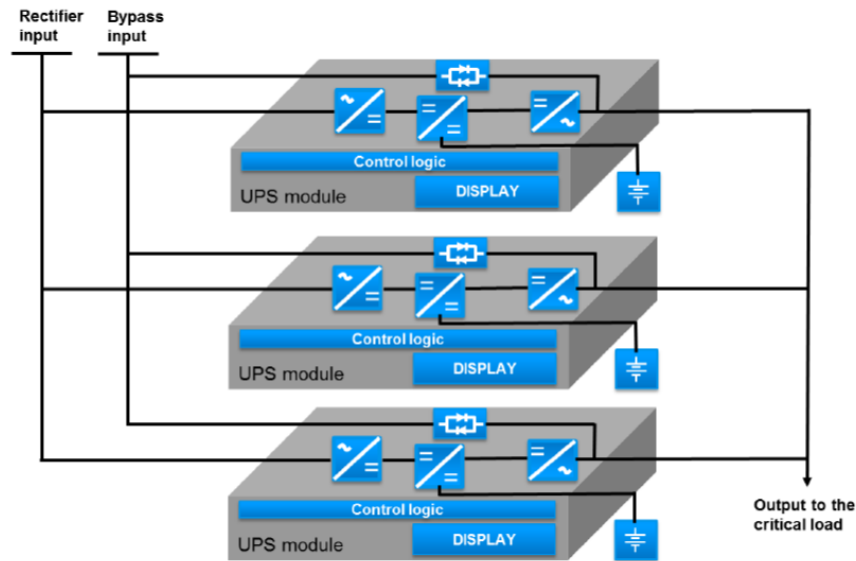 Rectifier
input
Bypass
input
Control logic
UPS module
DISPLAY
Control logic
UPS module
DISPLAY
Control logic
UPS module
DISPLAY
Output to the
critical load